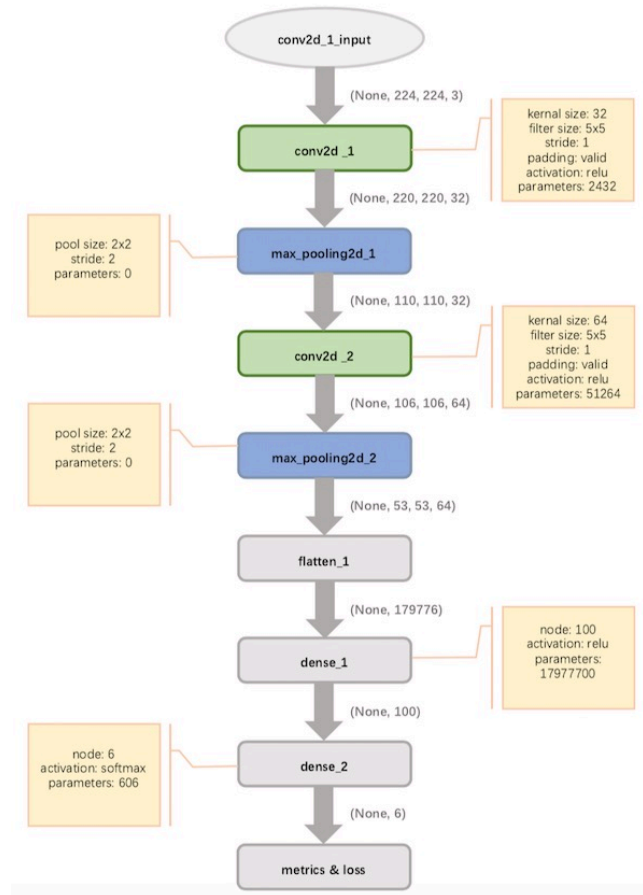 conv2d_1_input
(None, 224, 224, 3)
conv2d _1
kernal size: 32
filter size: 5x5
stride: 1
padding: valid
activation: relu
parameters: 2432
(None, 220, 220, 32)
pool size: 2x2
stride: 2
parameters: 0
max_pooling2d_1
(None, 110, 110, 32)
conv2d _2
kernal size: 64
filter size: 5x5
stride: 1
padding: valid
activation: relu
parameters: 51264
(None, 106, 106, 64)
pool size: 2x2
stride: 2
parameters: 0
max_pooling2d_2
(None, 53, 53, 64)
flatten_1
(None, 179776)
dense_1
node: 100
activation: relu
parameters:
17977700
(None, 100)
node: 6
activation: softmax
parameters: 606
dense_2
(None, 6)
metrics & loss